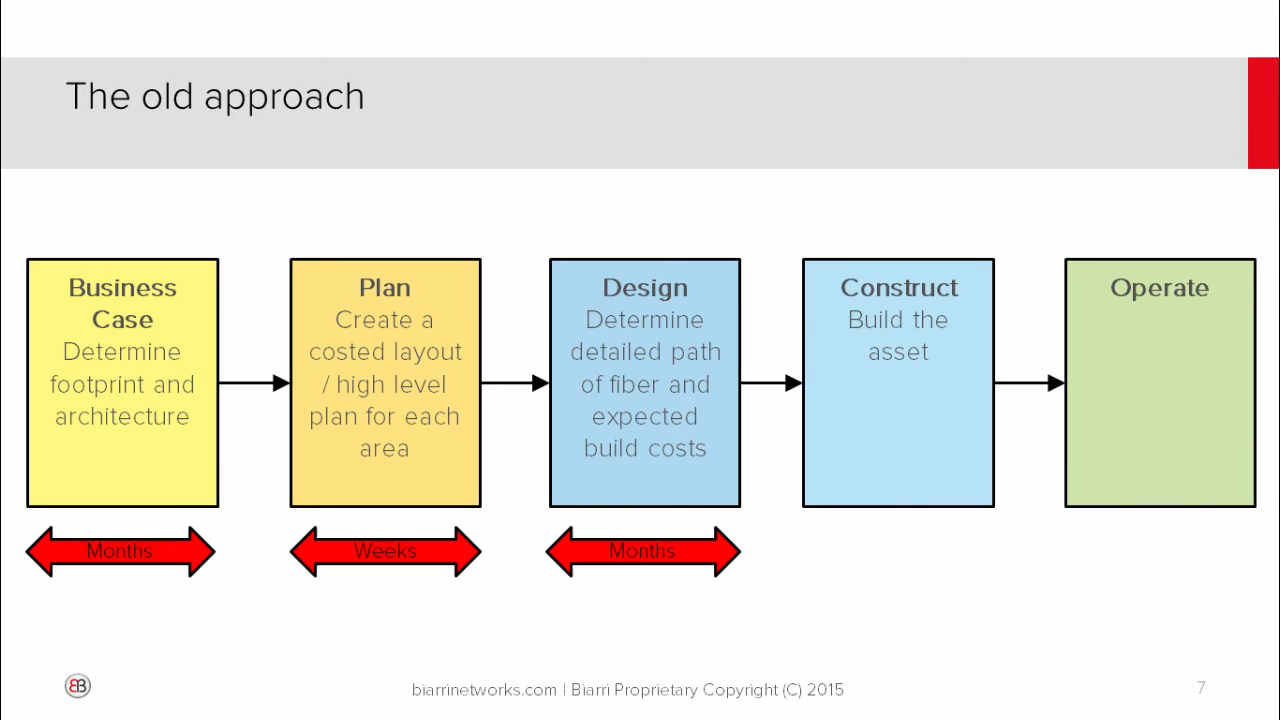 The old approach
Business
Case
Determine
footprint and
architecture
Plan
Create a
costed layout
/ high level
plan for each
area
Design
Determine
detailed path
of fiber and
expected
build costs
Construct
Build the
asset
Operate
Months
Weeks
Months
biarrinetworks.com | Biarri Proprietary Copyright (C) 2015
7